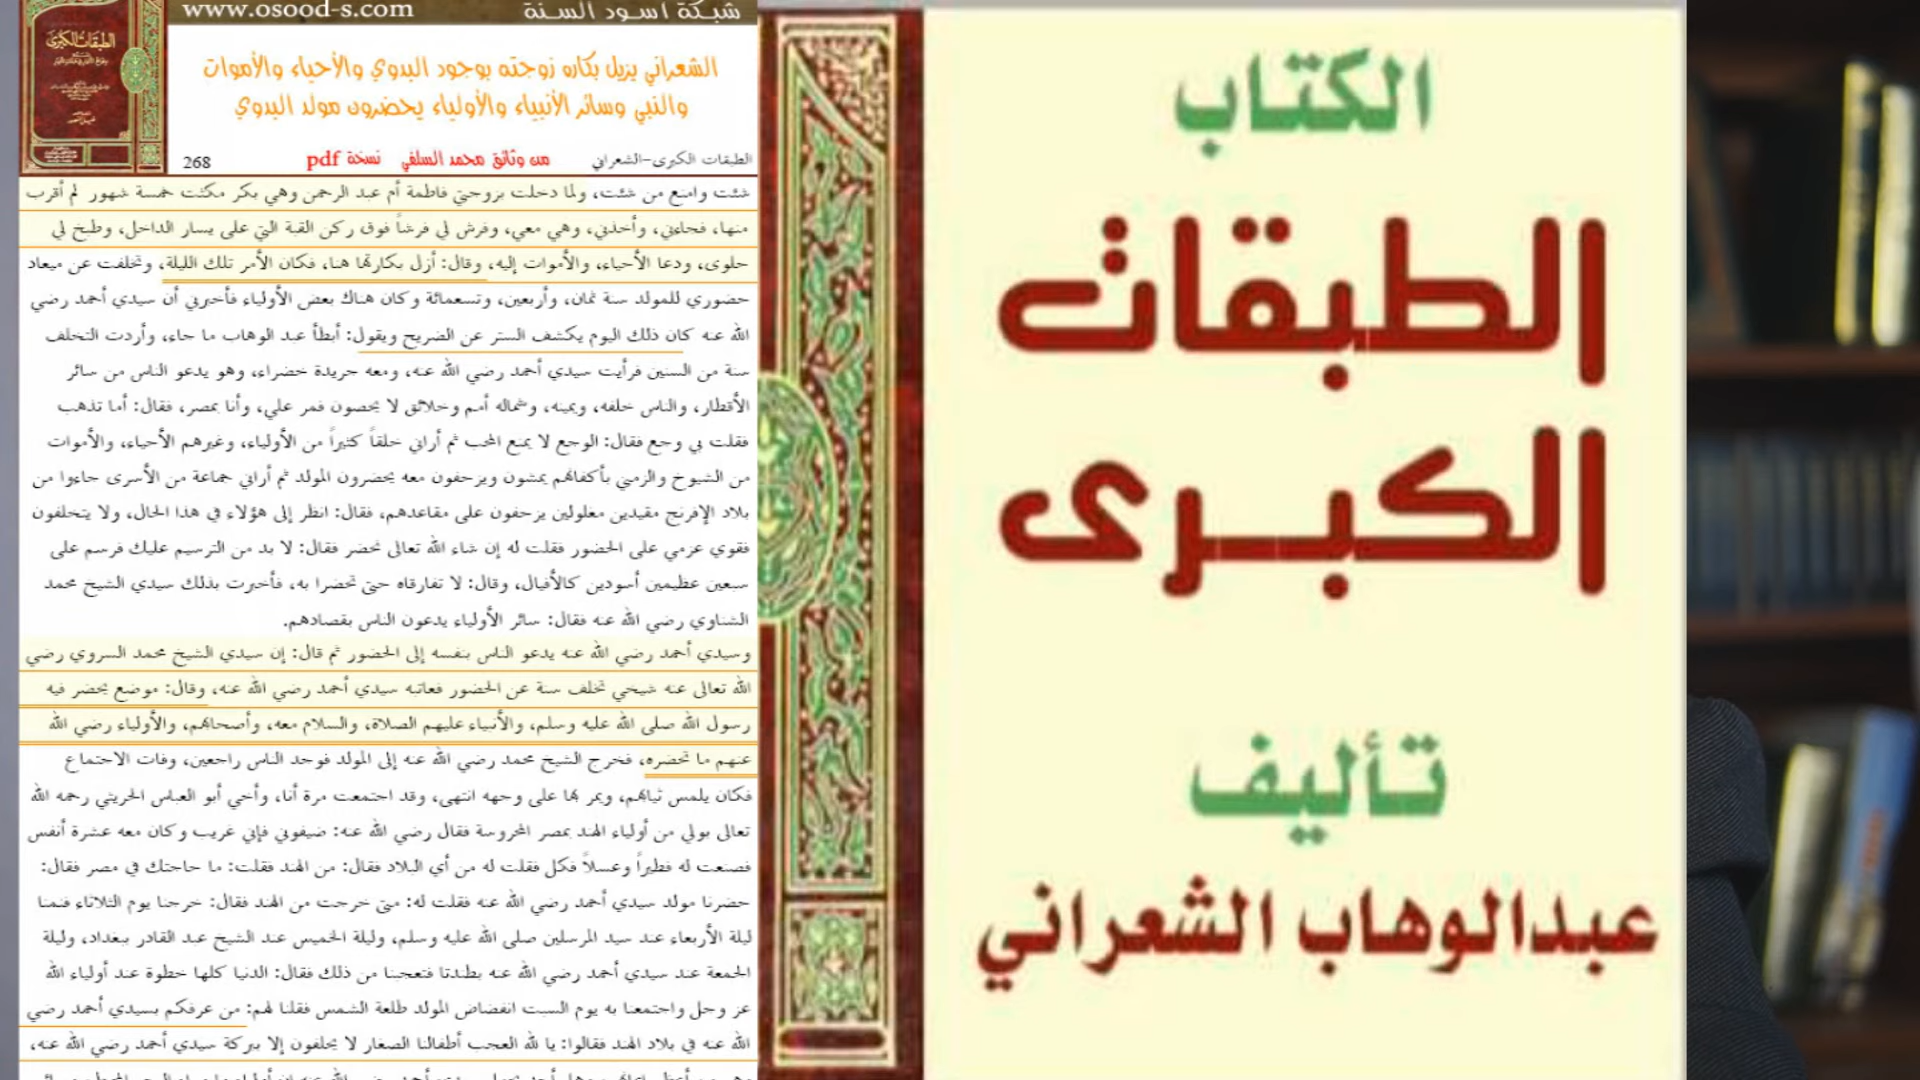 www.osood-s.com شبكة أسود السنة
الطبقات الكبرى
الشعراني يزيل بكاره زوجته بوجود البدوي والأحياء والأموات
والنبي وسائر الأنبياء والأولياء يحضرون مولد البدوي
الطبقات الكبرى-الشعراني من وثائق محمد السلفي نسخة pdf 268
شئت وامنع من شئت، ولما دخلت بزوجتي فاطمة أم عبد الرحمن وهي بكر مكثت خمسة شهور لم أقرب
منها، فجاءني، وأخذني، وهي معي، وفرش لي فرشاً فوق ركن القبة التي على يسار الداخل، وطبخ لي
حلوى، ودعا الأحياء، والأموات إليه، وقال: أزل بكارتها هنا، فكان الأمر تلك الليلة، وتخلفت عن ميعاد
حضوري للمولد سنة ثمان، وأربعين، وتسعمائة وكان هناك بعض الأولياء فأخبرني أن سيدي أحمد رضي
الله عنه كان ذلك اليوم يكشف الستر عن الضريح ويقول: أبطأ عبد الوهاب ما جاء، وأردت التخلف
سنة من السنين فرأيت سيدي أحمد رضي الله عنه، ومعه جريدة خضراء، وهو يدعو الناس من سائر
الأقطار، والناس خلفه، ويمينه، وشماله أمم وخلائق لا يحصون فمر علي، وأنا بمصر، فقال: أما تذهب
فقلت بي وجع فقال: الوجع لا يمنع المحب ثم أراني خلقاً كثيراً من الأولياء، وغيرهم الأحياء، والأموات
من الشيوخ والزمني بأكفانهم يمشون ويزحفون معه يحضرون المولد ثم أراني جماعة من الأسرى جاءوا من
بلاد الإفرنج مقيدين مغلولين يزحفون على مقاعدهم، فقال: انظر إلى هؤلاء في هذا الحال، ولا يتخلفون
فقوي عزمي على الحضور فقلت له إن شاء الله تعالى نحضر فقال: لا بد من الترسيم عليك فرسم على
سبعين عظيمين أسودين كالأفيال، وقال: لا تفارقاه حتى تحضرا به، فأخبرت بذلك سيدي الشيخ محمد
الشناوي رضي الله عنه فقال: سائر الأولياء يدعون الناس بقصادهم.
وسيدي أحمد رضي الله عنه يدعو الناس بنفسه إلى الحضور ثم قال: إن سيدي الشيخ محمد السروي رضي
الله تعالى عنه شيخي تخلف سنة عن الحضور فعاتبه سيدي أحمد رضي الله عنه، وقال: موضع يحضر فيه
رسول الله صلى الله عليه وسلم، والأنبياء عليهم الصلاة، والسلام معه، وأصحابهم، والأولياء رضي الله
عنهم ما تحضره، فخرج الشيخ محمد رضي الله عنه إلى المولد فوجد الناس راجعين، وفات الاجتماع
فكان يلمس ثيابهم، ويمر بها على وجهه انتهى، وقد اجتمعت مرة أنا، وأخي أبو العباس الحريثي رحمه الله
تعالى بولي من أولياء الهند بمصر المحروسة فقال رضي الله عنه: ضيفوني فإني غريب وكان معه عشرة أنفس
فصنعت له فطيراً وعسلاً فكل فقلت له من أي البلاد فقال: من الهند فقلت: ما حاجتك في مصر فقال:
حضرنا مولد سيدي أحمد رضي الله عنه فقلت له: متى خرجت من الهند فقال: خرجنا يوم الثلاثاء فنمنا
ليلة الأربعاء عند سيد المرسلين صلى الله عليه وسلم، وليلة الخميس عند الشيخ عبد القادر ببغداد، وليلة
الجمعة عند سيدي أحمد رضي الله عنه بطندتا فتعجبنا من ذلك فقال: الدنيا كلها خطوة عند أولياء الله
عز وجل واجتمعنا به يوم السبت انفضاض المولد طلعة الشمس فقلنا لهم: من عرفكم بسيدي أحمد رضي
الله عنه في بلاد الهند فقالوا: يا لله العجب أطفالنا الصغار لا يحلفون إلا ببركة سيدي أحمد رضي الله عنه،
الكتاب
الطبقات
الكبرى
تأليف
عبدالوهاب الشعراني